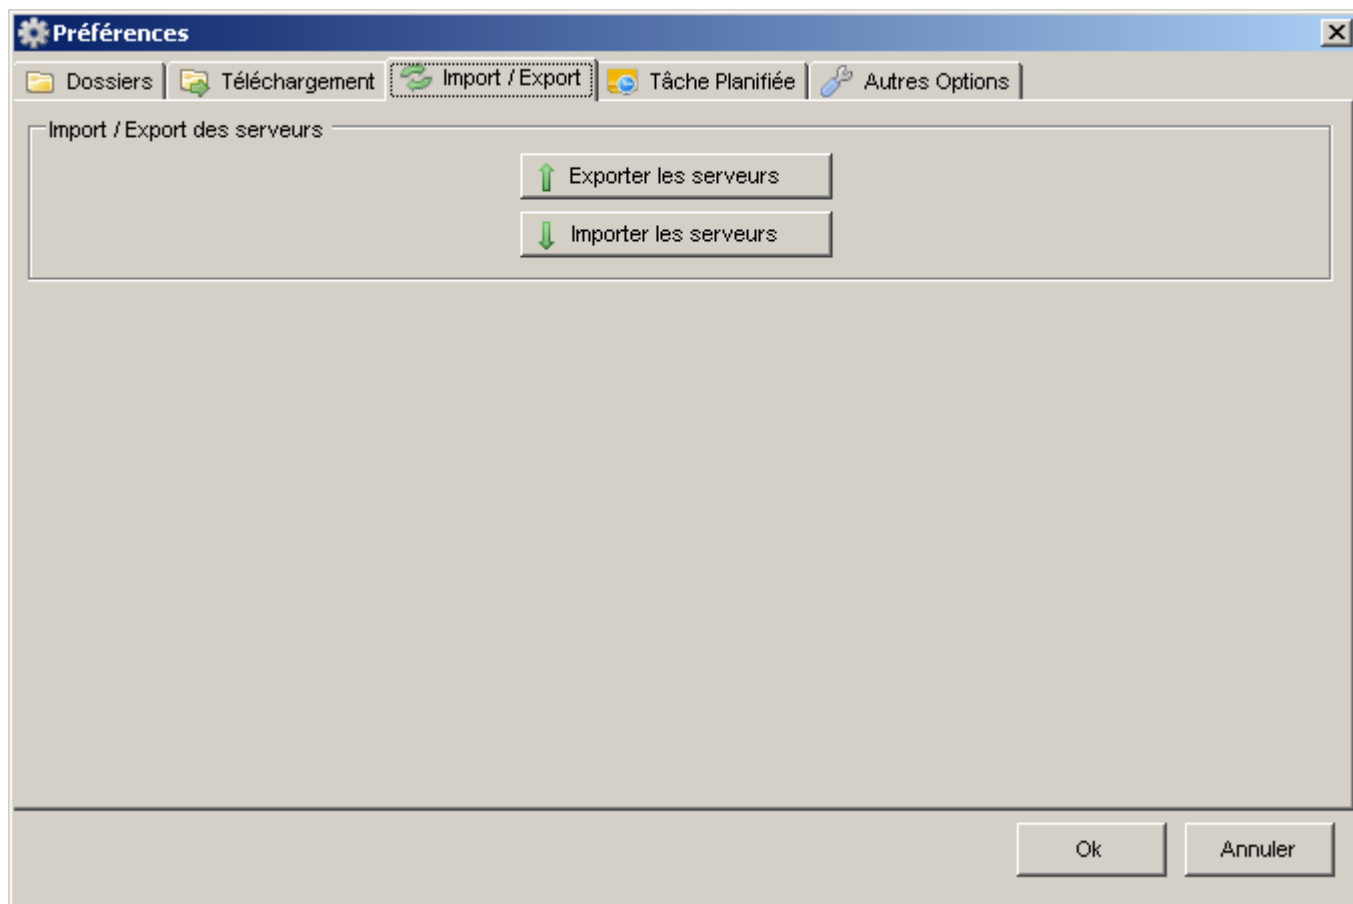 Préférences
Dossiers Téléchargement Import / Export Tâche Planifiée Autres Options
Import / Export des serveurs
Exporter les serveurs
Importer les serveurs
Ok Annuler